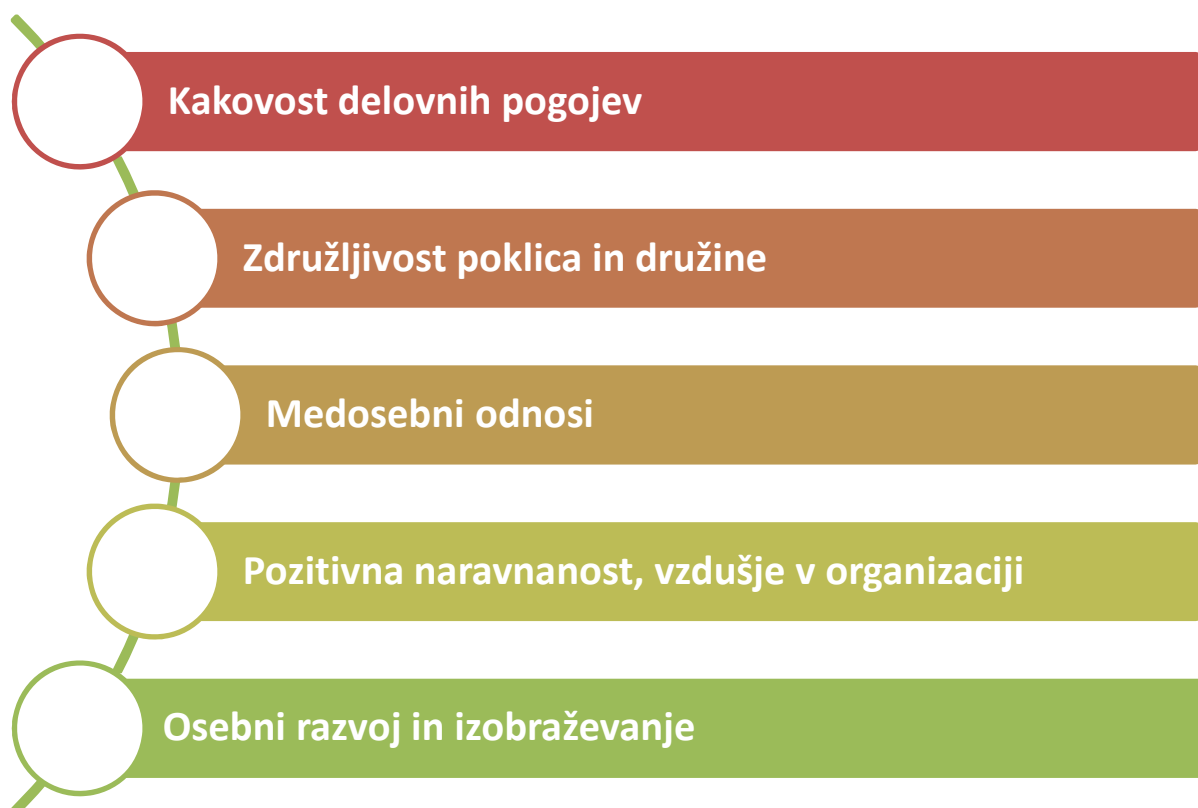 Kakovost delovnih pogojev
Združljivost poklica in družine
Medosebni odnosi
Pozitivna naravnanost, vzdušje v organizaciji
Osebni razvoj in izobraževanje